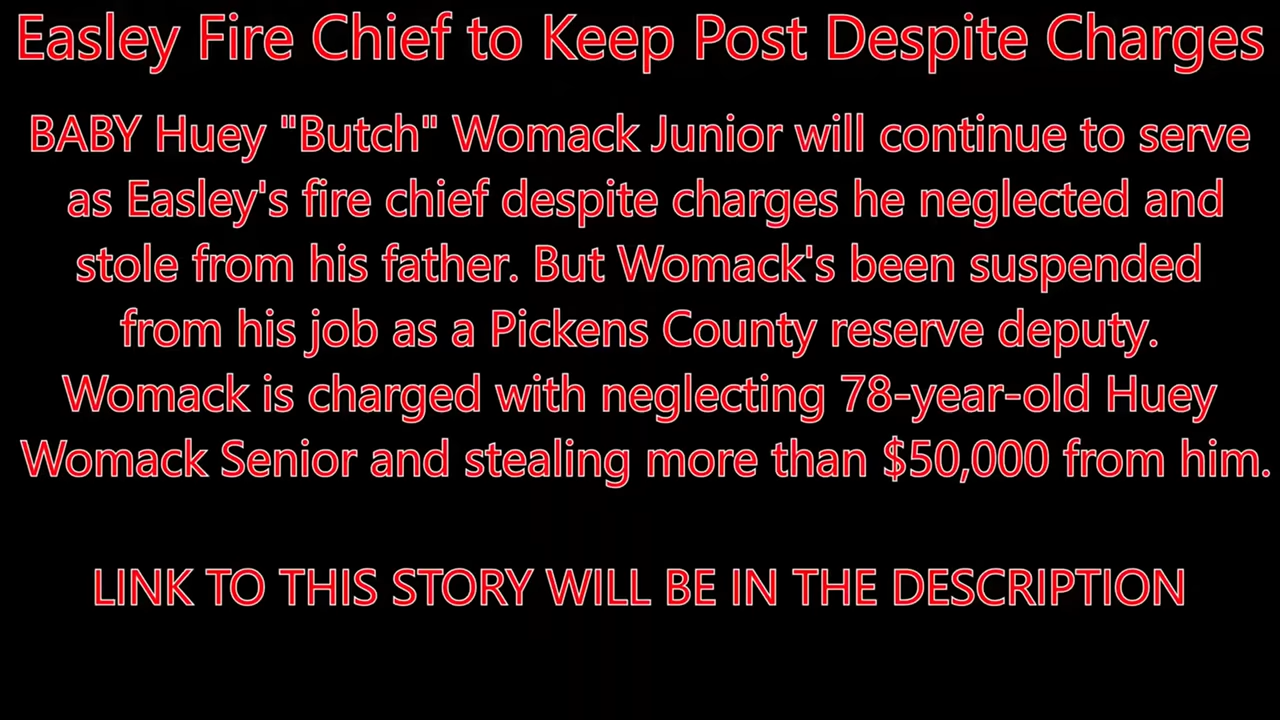 Easley Fire Chief to Keep Post Despite Charges
BABY Huey "Butch" Womack Junior will continue to serve
as Easley's fire chief despite charges he neglected and
stole from his father. But Womack's been suspended
from his job as a Pickens County reserve deputy.
Womack is charged with neglecting 78-year-old Huey
Womack Senior and stealing more than $50,000 from him.
LINK TO THIS STORY WILL BE IN THE DESCRIPTION